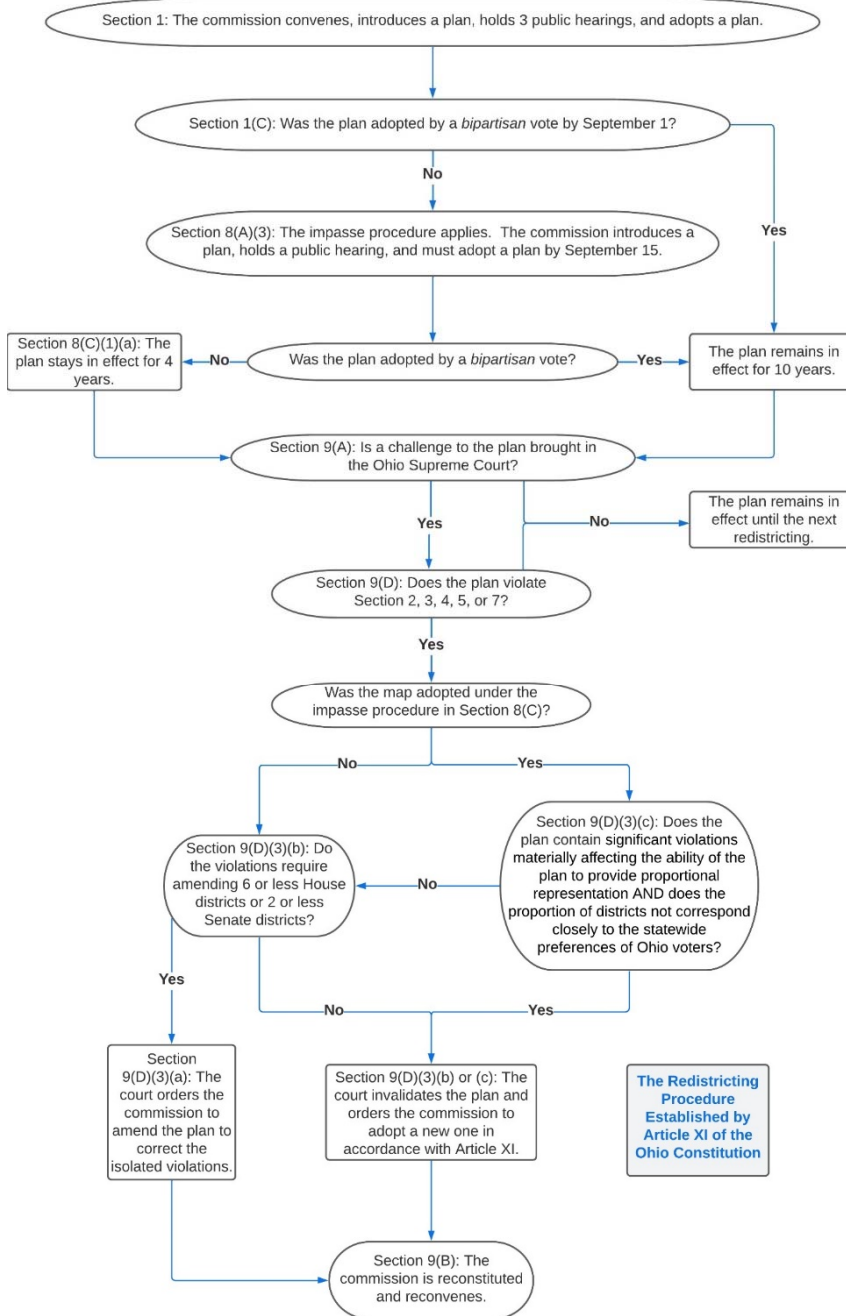 Section 1: The commission convenes, introduces a plan, holds 3 public hearings, and adopts a plan.
Section 1(C): Was the plan adopted by a bipartisan vote by September 1?
No
Yes
Section 8(A)(3): The impasse procedure applies. The commission introduces a
plan, holds a public hearing, and must adopt a plan by September 15.
Section 8(C)(1)(a): The
plan stays in effect for 4
years.
No
Was the plan adopted by a bipartisan vote?
Yes
The plan remains in
effect for 10 years.
Section 9(A): Is a challenge to the plan brought in
the Ohio Supreme Court?
Yes
No
The plan remains in
effect until the next
redistricting.
Section 9(D): Does the plan violate
Section 2, 3, 4, 5, or 7?
Yes
Was the map adopted under the
impasse procedure in Section 8(C)?
No
Yes
Section 9(D)(3)(b): Do
the violations require
amending 6 or less House
districts or 2 or less
Senate districts?
No
Section 9(D)(3)(c): Does the
plan contain significant violations
materially affecting the ability of the
plan to provide proportional
representation AND does the
proportion of districts not correspond
closely to the statewide
preferences of Ohio voters?
Yes
No
Yes
Section
9(D)(3)(a): The
court orders the
commission to
amend the plan to
correct the
isolated violations.
Section 9(D)(3)(b) or (c): The
court invalidates the plan and
orders the commission to
adopt a new one in
accordance with Article XI.
The Redistricting
Procedure
Established by
Article XI of the
Ohio Constitution
Section 9(B): The
commission is reconstituted
and reconvenes.